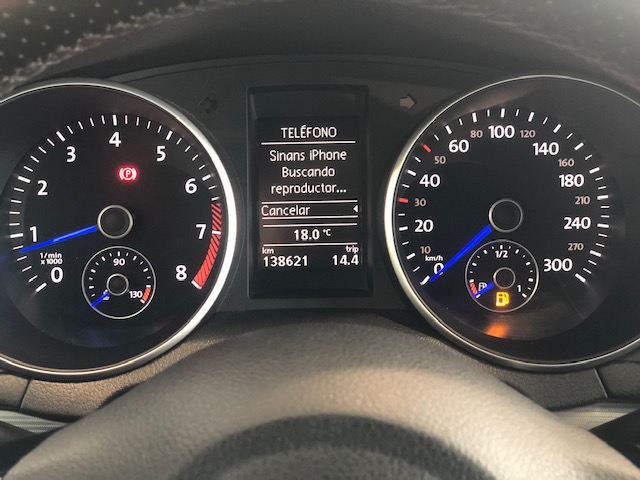 TELÉFONO
Sinans iPhone
Buscando
reproductor...
Cancelar
18.0 °C
km trip
138621 14.4
0 1 2 3 4 5 6 7 8
1/min
x1000
P
90
130
0 10 20 30 40 50 60 80 100 120 140 160 180 210 240 270 300
km/h
1/2
1